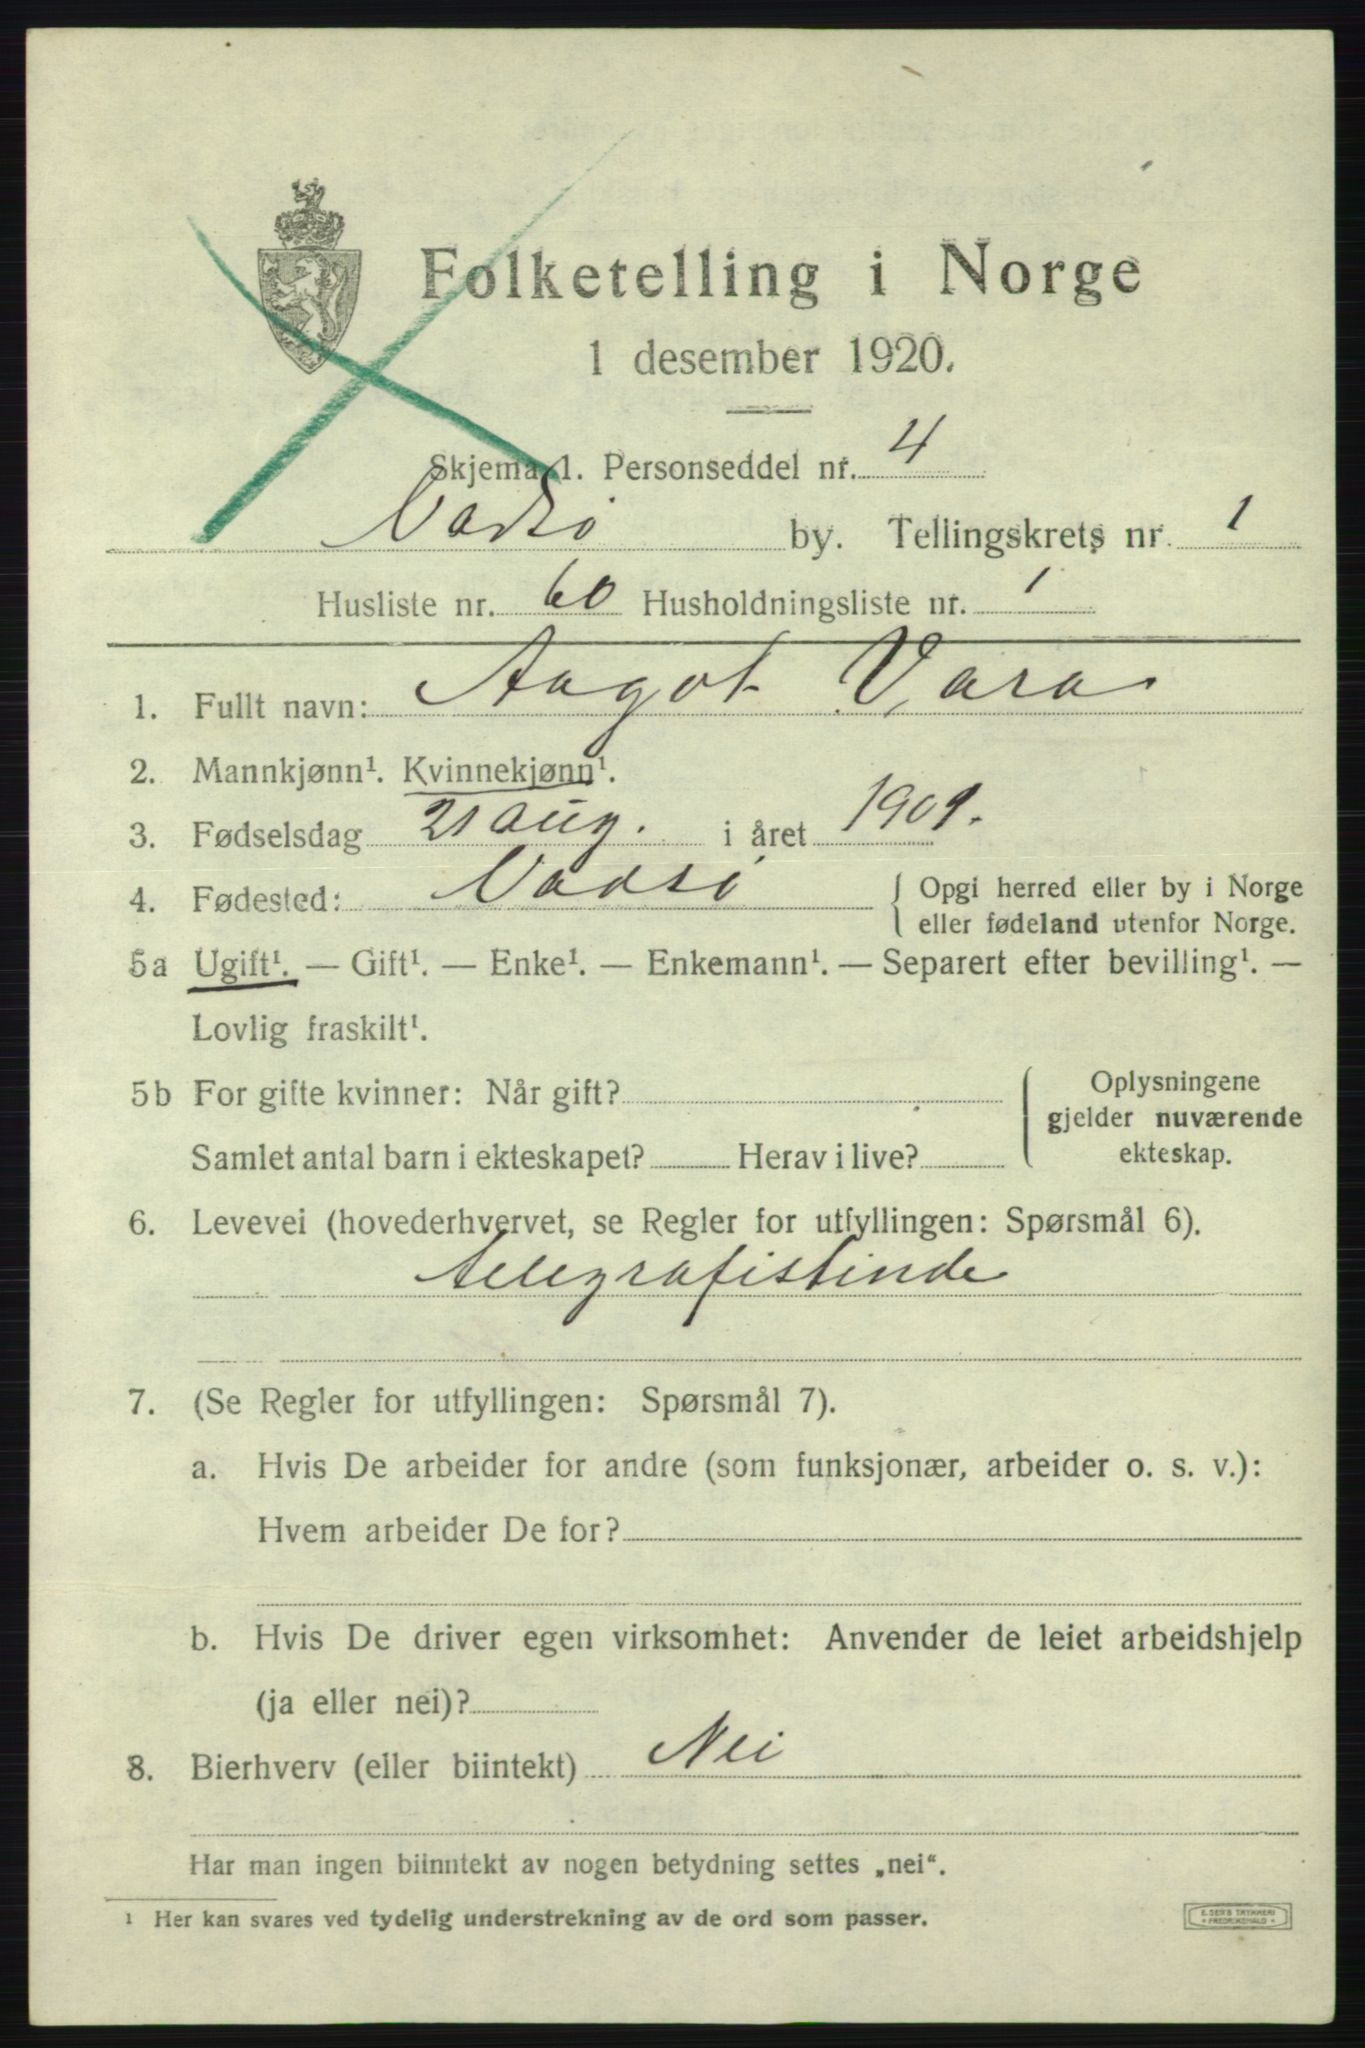 Folketelling i Norge
1 desember 1920.
Skjema 1. Personseddel nr. 4
Vadsö by. Tellingskrets nr. 1
Husliste nr. 60 Husholdningsliste nr. 1
1. Fullt navn: Aagot Vara
2. Mannkjønn¹. Kvinnekjønn¹.
3. Fødselsdag 21 aug. i året 1901.
4. Fødested: Vadsö { Opgi herred eller by i Norge
eller fødeland utenfor Norge.
5a Ugift¹. — Gift¹. — Enke¹. — Enkemann¹. — Separert efter bevilling¹. —
Lovlig fraskilt¹.
5b For gifte kvinner: Når gift? { Oplysningene
gjelder nuværende
Samlet antal barn i ekteskapet? Herav i live? ekteskap.
6. Levevei (hovederhvervet, se Regler for utfyllingen: Spørsmål 6).
telegrafistinde
7. (Se Regler for utfyllingen: Spørsmål 7).
a. Hvis De arbeider for andre (som funksjonær, arbeider o. s. v.):
Hvem arbeider De for?
b. Hvis De driver egen virksomhet: Anvender de leiet arbeidshjelp
(ja eller nei)?
8. Bierhverv (eller biintekt) Nei
Har man ingen biinntekt av nogen betydning settes „nei“.
¹ Her kan svares ved tydelig understrekning av de ord som passer.
E. SEM'S TRYKKERI
• FREDRIKSHALD •